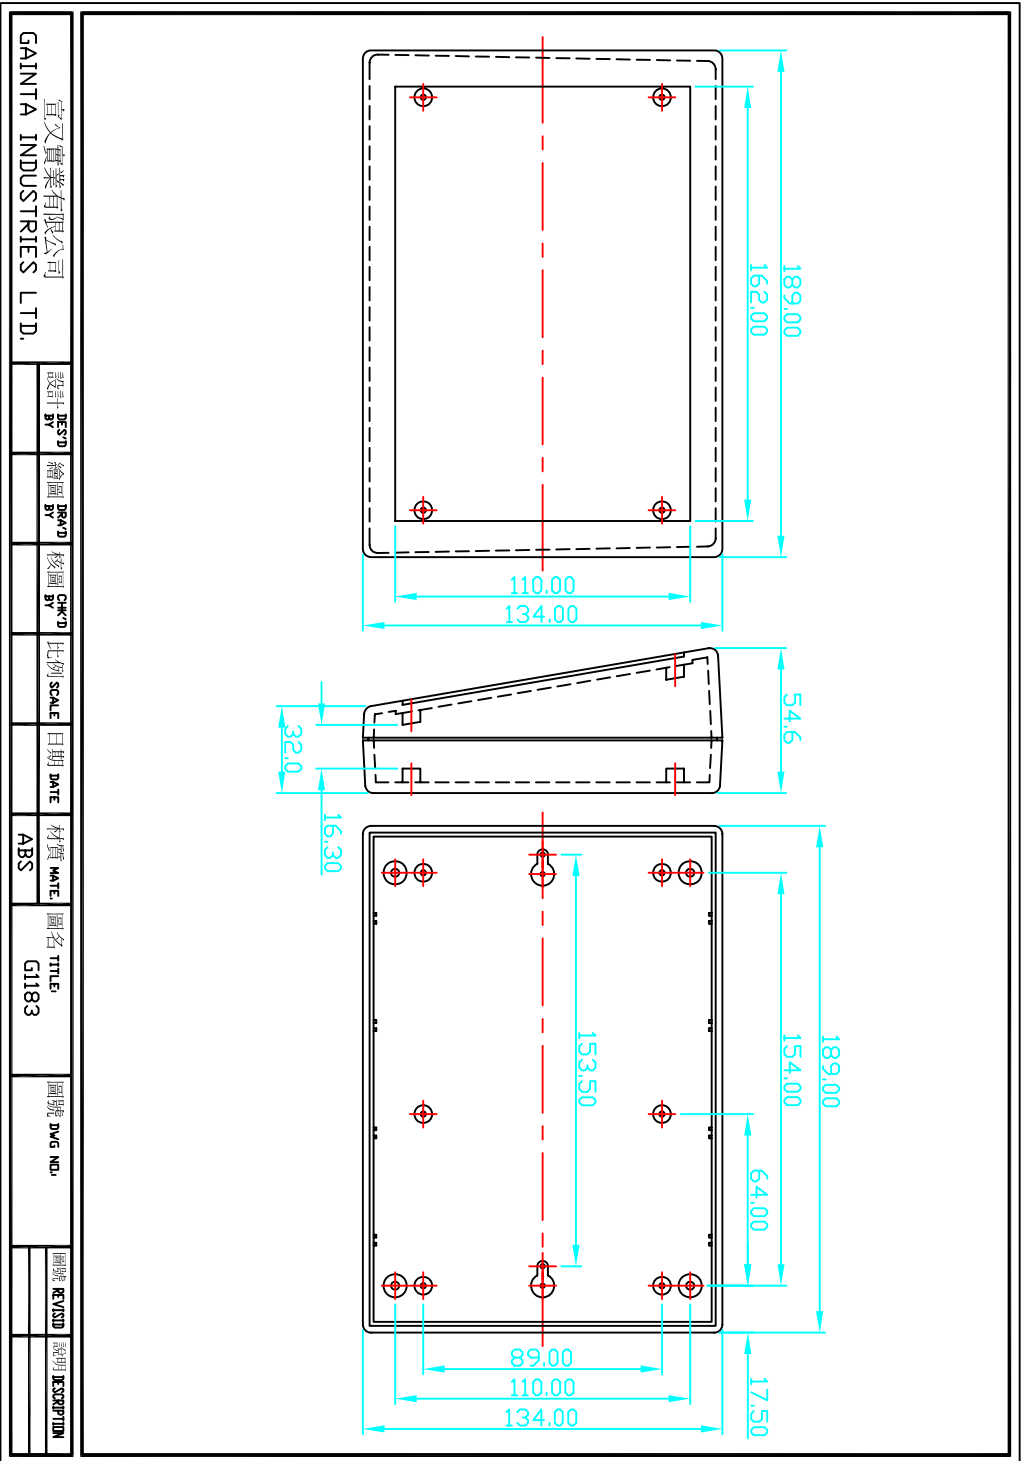 189.00
162.00
110.00
134.00
54.6
32.0
16.30
189.00
154.00
153.50
64.00
17.50
89.00
110.00
134.00
宜又實業有限公司
GAINTA INDUSTRIES LTD.
設計 DES'D BY
繪圖 DRA'D BY
核圖 CHK'D BY
比例 SCALE
日期 DATE
材質 MATE.
ABS
圖名 TITLE:
G1183
圖號 DWG NO.:
圖號 REVISID
說明 DESCRIPTION